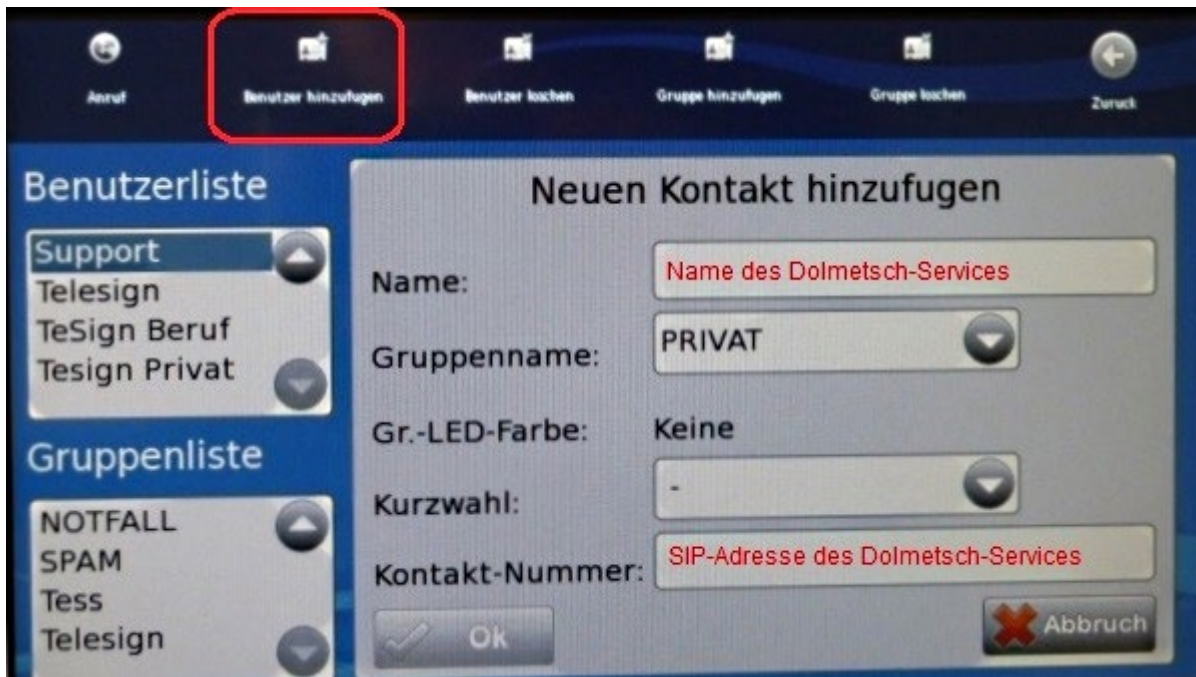 Anruf
Benutzer hinzufugen
Benutzer loschen
Gruppe hinzufugen
Gruppe loschen
Zuruck
Benutzerliste
Support
Telesign
TeSign Beruf
Tesign Privat
Gruppenliste
NOTFALL
SPAM
Tess
Telesign
Neuen Kontakt hinzufugen
Name: Name des Dolmetsch-Services
Gruppenname: PRIVAT
Gr.-LED-Farbe: Keine
Kurzwahl: -
Kontakt-Nummer: SIP-Adresse des Dolmetsch-Services
Ok
Abbruch